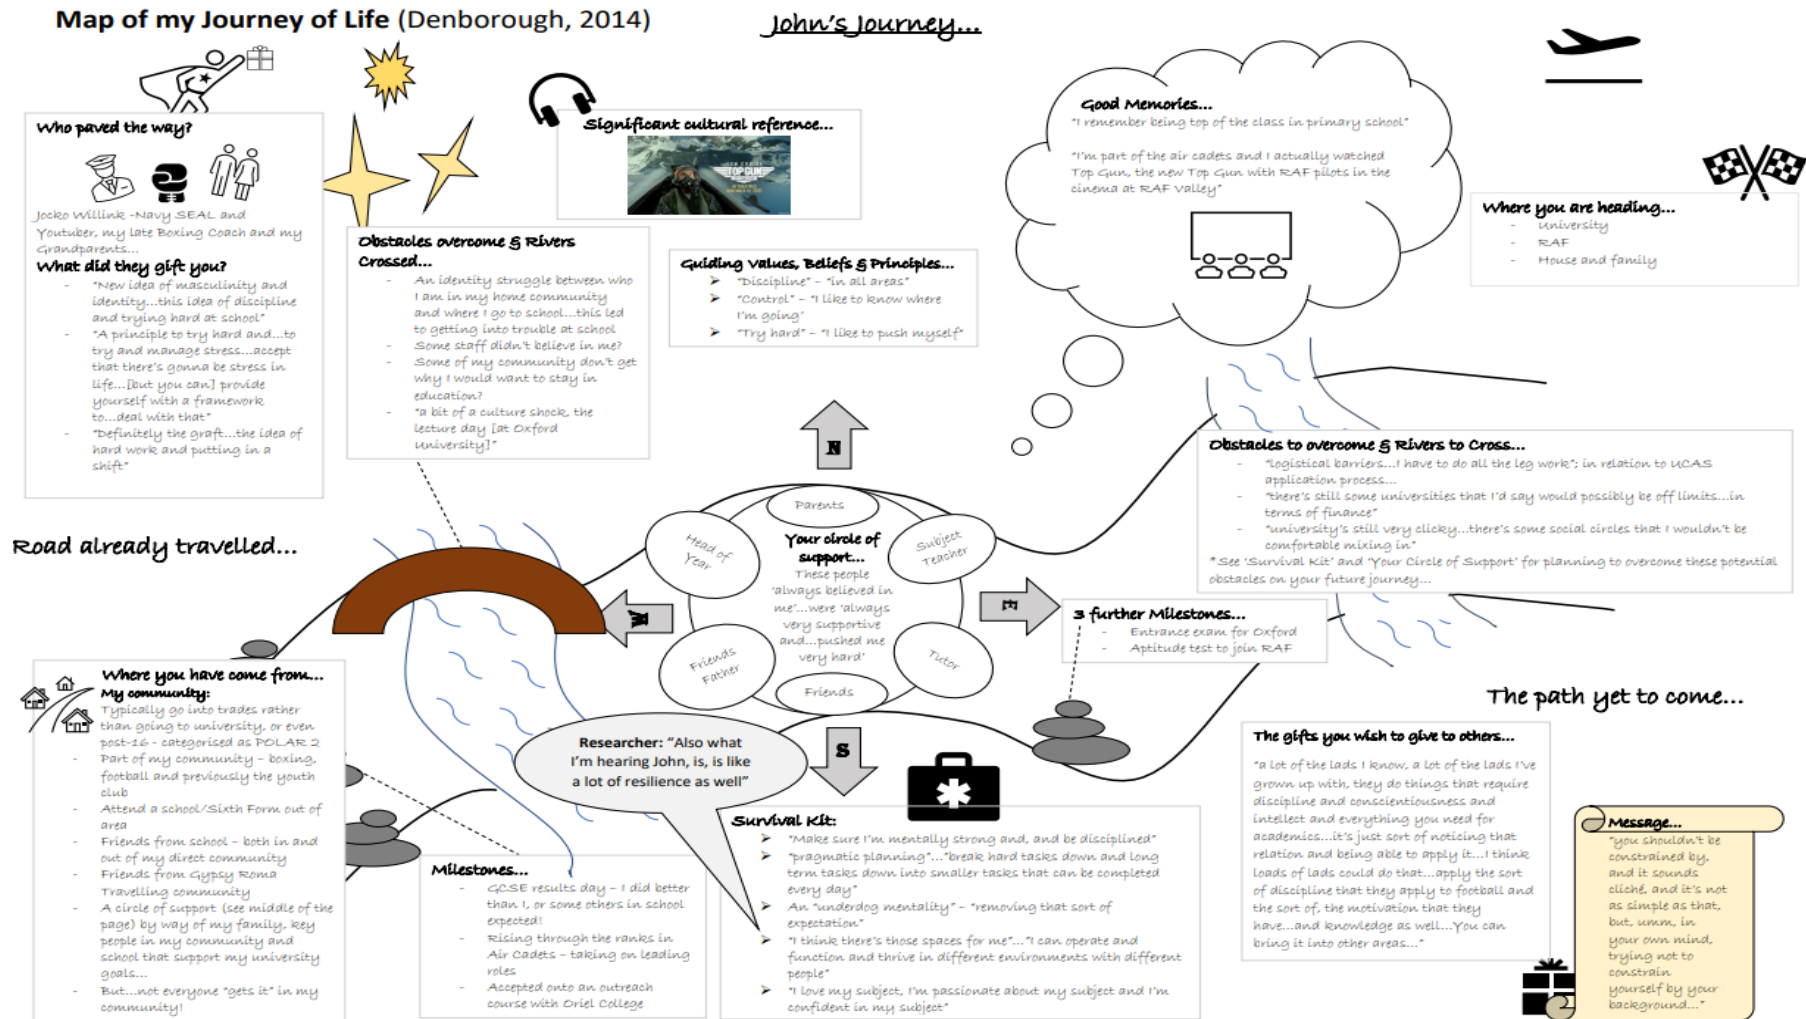 Map of my Journey of Life (Denborough, 2014)
John's Journey...
Who paved the way?
Jocko Willink -Navy SEAL and
Youtuber, my late Boxing Coach and my
Grandparents...
What did they gift you?
- "New idea of masculinity and
identity...this idea of discipline
and trying hard at school"
- "A principle to try hard and...to
try and manage stress...accept
that there's gonna be stress in
life...[but you can] provide
yourself with a framework
to...deal with that"
- "Definitely the graft...the idea of
hard work and putting in a
shift"
Obstacles overcome & Rivers
Crossed...
- An identity struggle between who
I am in my home community
and where I go to school...this led
to getting into trouble at school
- Some staff didn't believe in me?
- Some of my community don't get
why I would want to stay in
education?
- "a bit of a culture shock, the
lecture day [at Oxford
University]"
Significant cultural reference...
TOP GUN
Guiding Values, Beliefs & Principles...
➤ "Discipline" – "in all areas"
➤ "Control" – "I like to know where
I'm going'
➤ "Try hard" – "I like to push myself"
Good Memories...
"I remember being top of the class in primary school"
"I'm part of the air cadets and I actually watched
Top Gun, the new Top Gun with RAF pilots in the
cinema at RAF Valley"
Where you are heading...
- University
- RAF
- House and family
Obstacles to overcome & Rivers to Cross...
- "logistical barriers...I have to do all the leg work"; in relation to UCAS
application process...
- "there's still some universities that I'd say would possibly be off limits...in
terms of finance"
- "university's still very clicky...there's some social circles that I wouldn't be
comfortable mixing in"
*See 'Survival Kit' and 'Your Circle of Support' for planning to overcome these potential
obstacles on your future journey...
N
E
S
W
Parents
Subject
Teacher
Tutor
Friends
Friends
Father
Head of
Year
Your circle of
support...
These people
'always believed in
me'...were 'always
very supportive
and...pushed me
very hard'
Road already travelled...
3 further Milestones...
- Entrance exam for Oxford
- Aptitude test to join RAF
The path yet to come...
Where you have come from...
My community:
Typically go into trades rather
than going to university, or even
post-16 - categorised as POLAR 2
- Part of my community – boxing,
football and previously the youth
club
- Attend a school/Sixth Form out of
area
- Friends from school – both in and
out of my direct community
- Friends from Gypsy Roma
Travelling community
- A circle of support (see middle of the
page) by way of my family, key
people in my community and
school that support my university
goals...
- But...not everyone "gets it" in my
community!
Milestones...
- GCSE results day – I did better
than I, or some others in school
expected!
- Rising through the ranks in
Air Cadets – taking on leading
roles
- Accepted onto an outreach
course with Oriel College
Researcher: "Also what
I'm hearing John, is, is like
a lot of resilience as well"
Survival Kit:
➤ "Make sure I'm mentally strong and, and be disciplined"
➤ "pragmatic planning"..."break hard tasks down and long
term tasks down into smaller tasks that can be completed
every day"
➤ An "underdog mentality" – "removing that sort of
expectation"
➤ "I think there's those spaces for me"..."I can operate and
function and thrive in different environments with different
people"
➤ "I love my subject, I'm passionate about my subject and I'm
confident in my subject"
The gifts you wish to give to others...
"a lot of the lads I know, a lot of the lads I've
grown up with, they do things that require
discipline and conscientiousness and
intellect and everything you need for
academics...it's just sort of noticing that
relation and being able to apply it...I think
loads of lads could do that...apply the sort
of discipline that they apply to football and
the sort of, the motivation that they
have...and knowledge as well...You can
bring it into other areas..."
Message...
"you shouldn't be
constrained by,
and it sounds
cliché, and it's not
as simple as that,
but, umm, in
your own mind,
trying not to
constrain
yourself by your
background..."